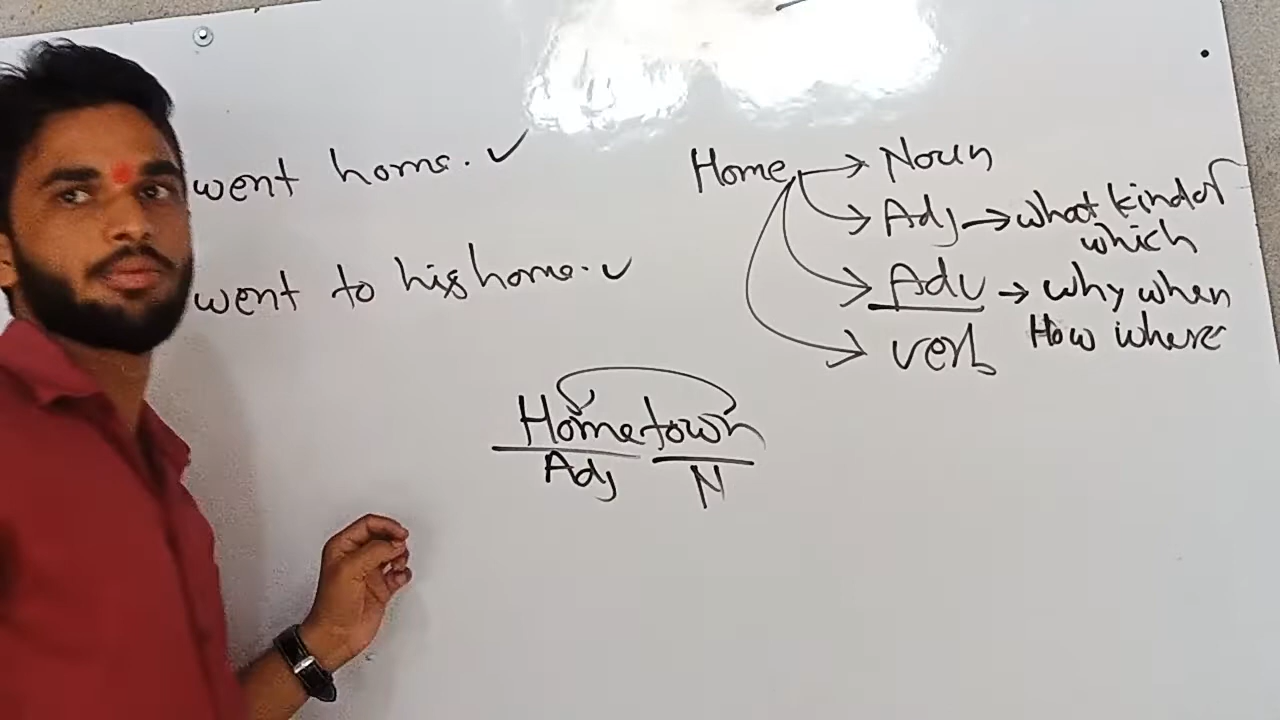 went home. ✓
went to his home. ✓
Home → Noun
Adj → what kind of
which
Adv → why when
How where
verb
Hometown
Adj N